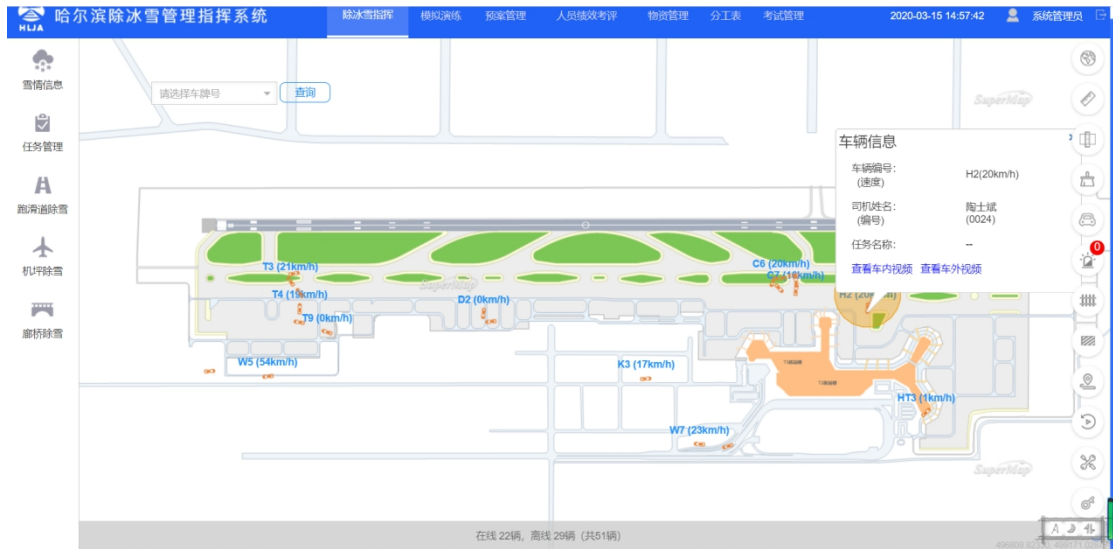 HLJA
哈尔滨除冰雪管理指挥系统
除冰雪指挥 模拟演练 预案管理 人员绩效考评 物资管理 分工表 考试管理
2020-03-15 14:57:42 系统管理员
雪情信息
任务管理
跑滑道除雪
机坪除雪
廊桥除雪
请选择车牌号 查询
SuperMap
车辆信息
车辆编号: H2(20km/h)
(速度)
司机姓名: 陶士斌
(编号) (0024)
任务名称: --
查看车内视频 查看车外视频
0
T3 (21km/h)
C6 (20km/h)
SuperMap
T4 (19km/h)
D2 (0km/h)
T9 (0km/h)
W5 (54km/h)
K3 (17km/h)
HT3 (1km/h)
W7 (23km/h)
SuperMap
在线 22辆, 离线 29辆 (共51辆)